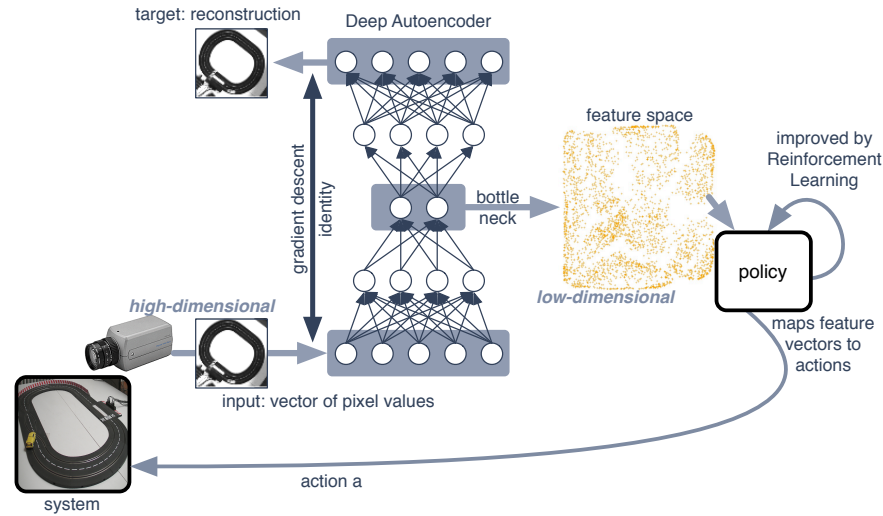 target: reconstruction
Deep Autoencoder
feature space
improved by
Reinforcement
Learning
gradient descent
identity
bottle
neck
policy
high-dimensional
low-dimensional
maps feature
vectors to
actions
input: vector of pixel values
action a
system